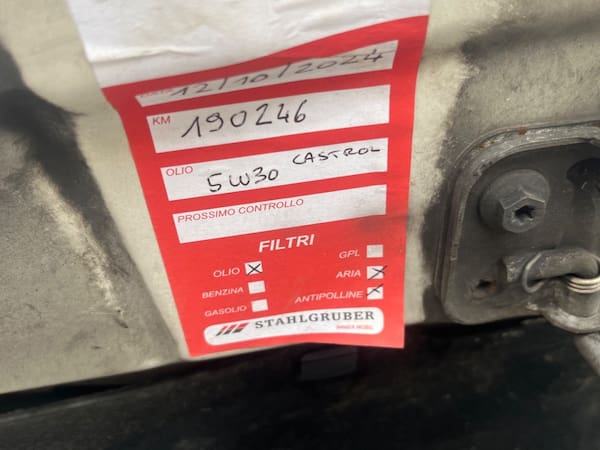 12/10/2024
KM 190246
OLIO 5W30 CASTROL
PROSSIMO CONTROLLO
FILTRI
OLIO GPL
BENZINA ARIA
GASOLIO ANTIPOLLINE
STAHLGRUBER